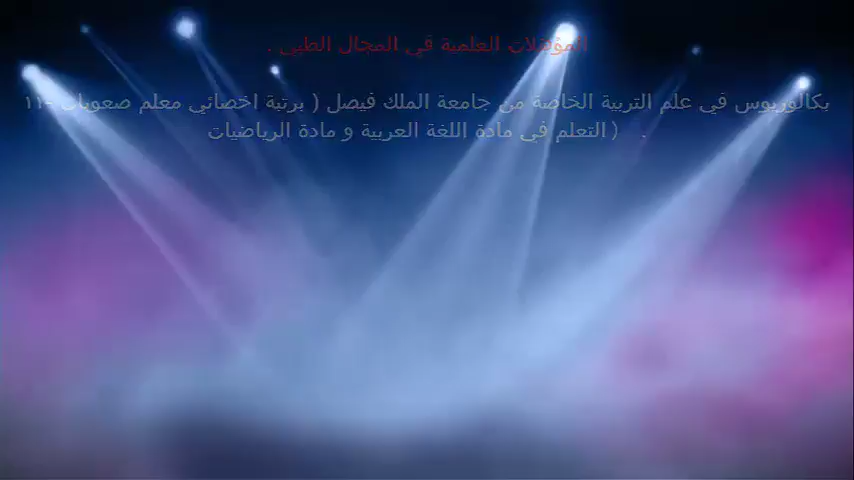 المؤهلات العلمية في المجال الطبي .
١١- بكالوريوس في علم التربية الخاصة من جامعة الملك فيصل ( برتبة اخصائي معلم صعوبات
التعلم في مادة اللغة العربية و مادة الرياضيات ) .